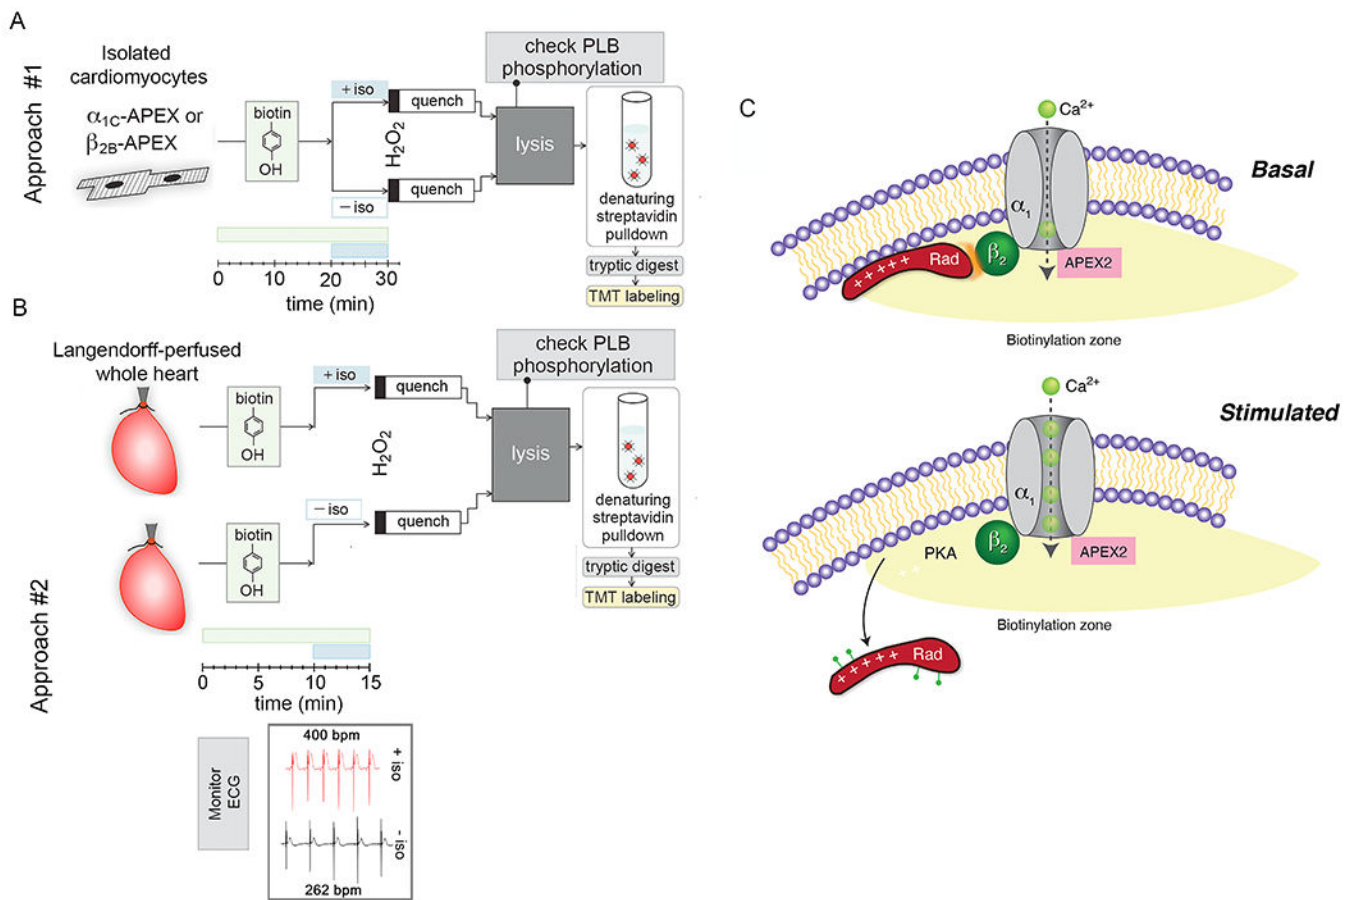 A
Approach #1
Isolated
cardiomyocytes
α1C-APEX or
β2B-APEX
biotin
OH
+ iso
− iso
H2O2
quench
quench
check PLB
phosphorylation
lysis
denaturing
streptavidin
pulldown
tryptic digest
TMT labeling
0 10 20 30
time (min)
B
Approach #2
Langendorff-perfused
whole heart
biotin
OH
+ iso
quench
H2O2
biotin
OH
− iso
quench
check PLB
phosphorylation
lysis
denaturing
streptavidin
pulldown
tryptic digest
TMT labeling
0 5 10 15
time (min)
Monitor
ECG
400 bpm
+ iso
- iso
262 bpm
C
Ca2+
Basal
α1
β2
+++++ Rad
APEX2
Biotinylation zone
Ca2+
Stimulated
α1
β2
PKA
++
APEX2
Biotinylation zone
+++++ Rad